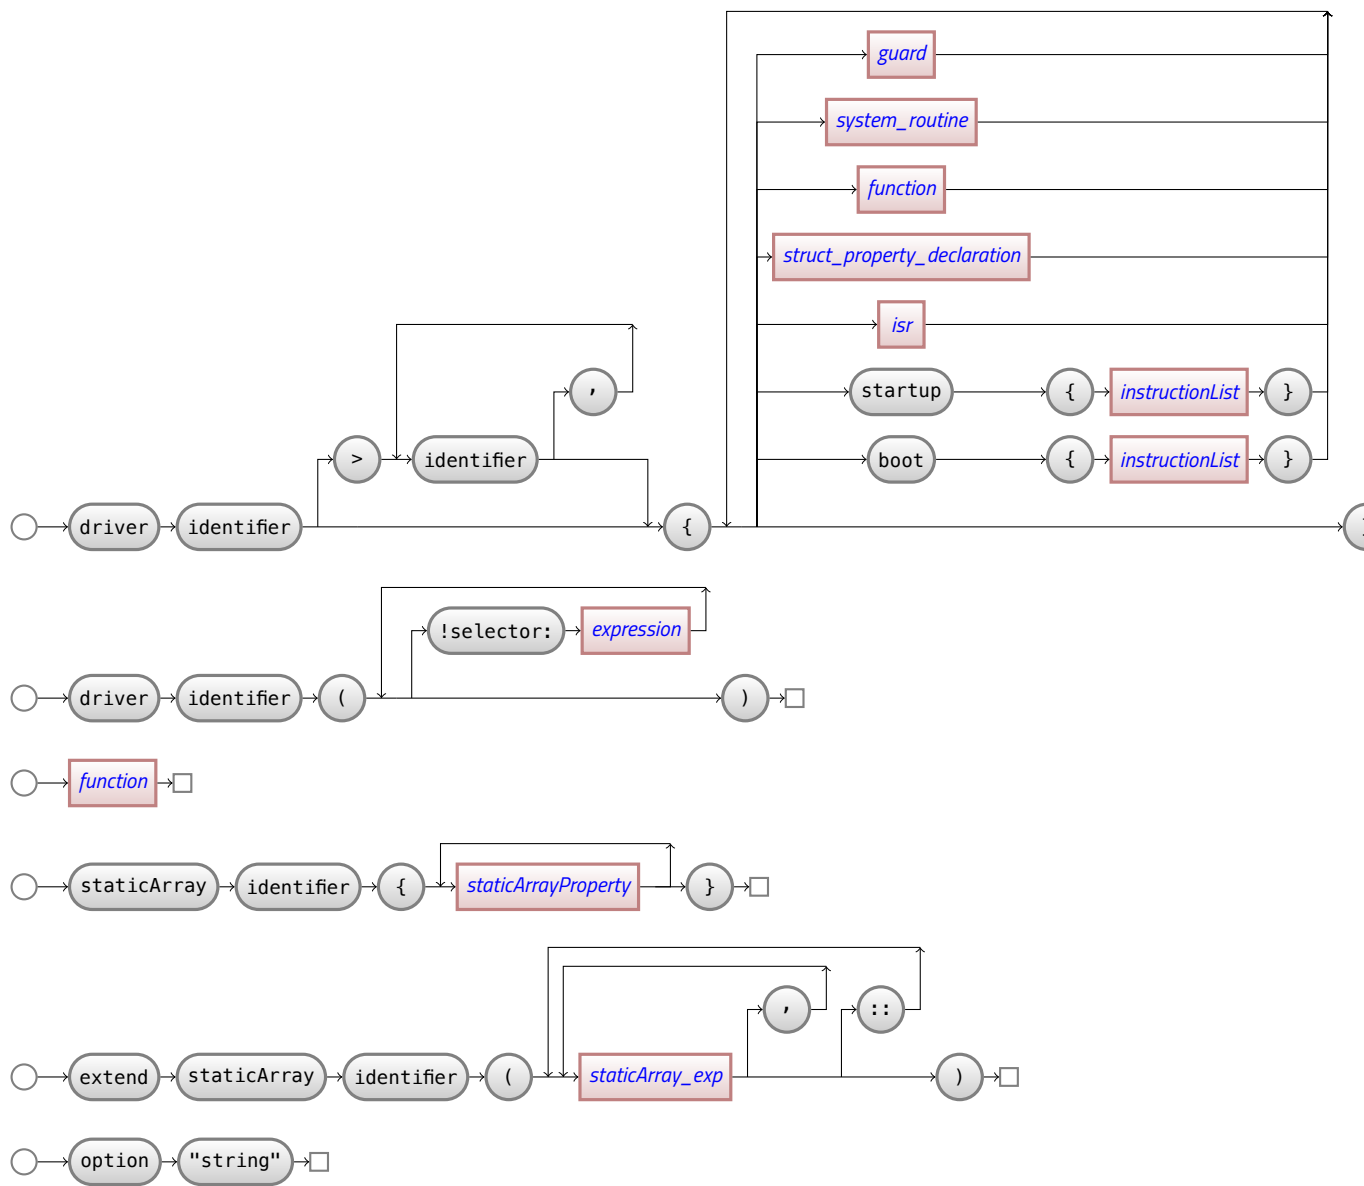 guard
system_routine
function
struct_property_declaration
isr
, startup { instructionList }
> identifier boot { instructionList }
driver identifier { }
!selector: expression
driver identifier ( )
function
staticArray identifier { staticArrayProperty }
, ::
extend staticArray identifier ( staticArray_exp )
option "string"